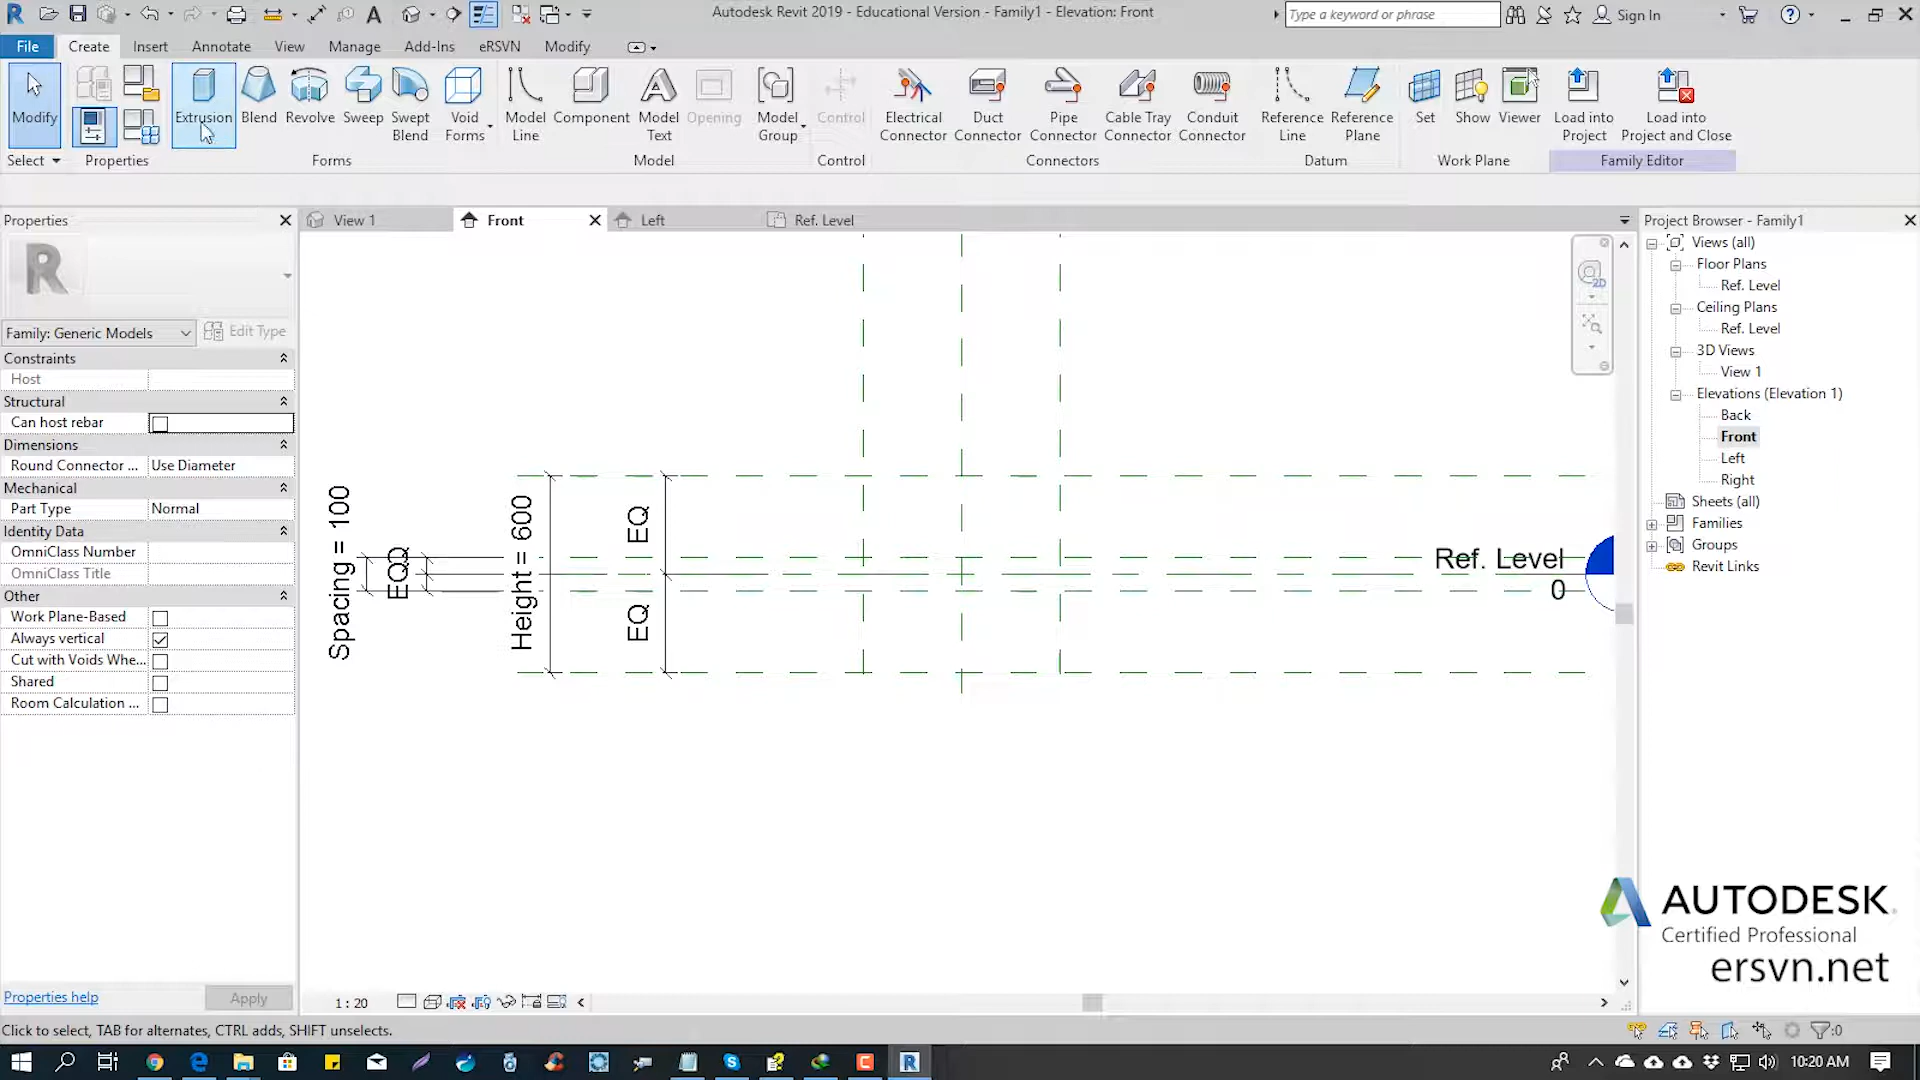 Autodesk Revit 2019 - Educational Version - Family1 - Elevation: Front
Type a keyword or phrase
Sign In
File
Create
Insert
Annotate
View
Manage
Add-Ins
eRSVN
Modify
Modify
Extrusion
Blend
Revolve
Sweep
Swept
Blend
Void
Forms
Model
Line
Component
Model
Text
Opening
Model
Group
Control
Electrical
Connector
Duct
Connector
Pipe
Connector
Cable Tray
Connector
Conduit
Connector
Reference
Line
Reference
Plane
Set
Show
Viewer
Load into
Project
Load into
Project and Close
Select
Properties
Forms
Model
Control
Connectors
Datum
Work Plane
Family Editor
Properties
View 1
Front
Left
Ref. Level
Project Browser - Family1
R
Family: Generic Models
Edit Type
Constraints
Host
Structural
Can host rebar
Dimensions
Round Connector ...
Use Diameter
Mechanical
Part Type
Normal
Identity Data
OmniClass Number
OmniClass Title
Other
Work Plane-Based
Always vertical
Cut with Voids Whe...
Shared
Room Calculation ...
Properties help
Apply
Spacing = 100
Height = 600
EQ
EQ
Ref. Level
0
2D
Views (all)
Floor Plans
Ref. Level
Ceiling Plans
Ref. Level
3D Views
View 1
Elevations (Elevation 1)
Back
Front
Left
Right
Sheets (all)
Families
Groups
Revit Links
AUTODESK
Certified Professional
ersvn.net
1 : 20
Click to select, TAB for alternates, CTRL adds, SHIFT unselects.
:0
10:20 AM